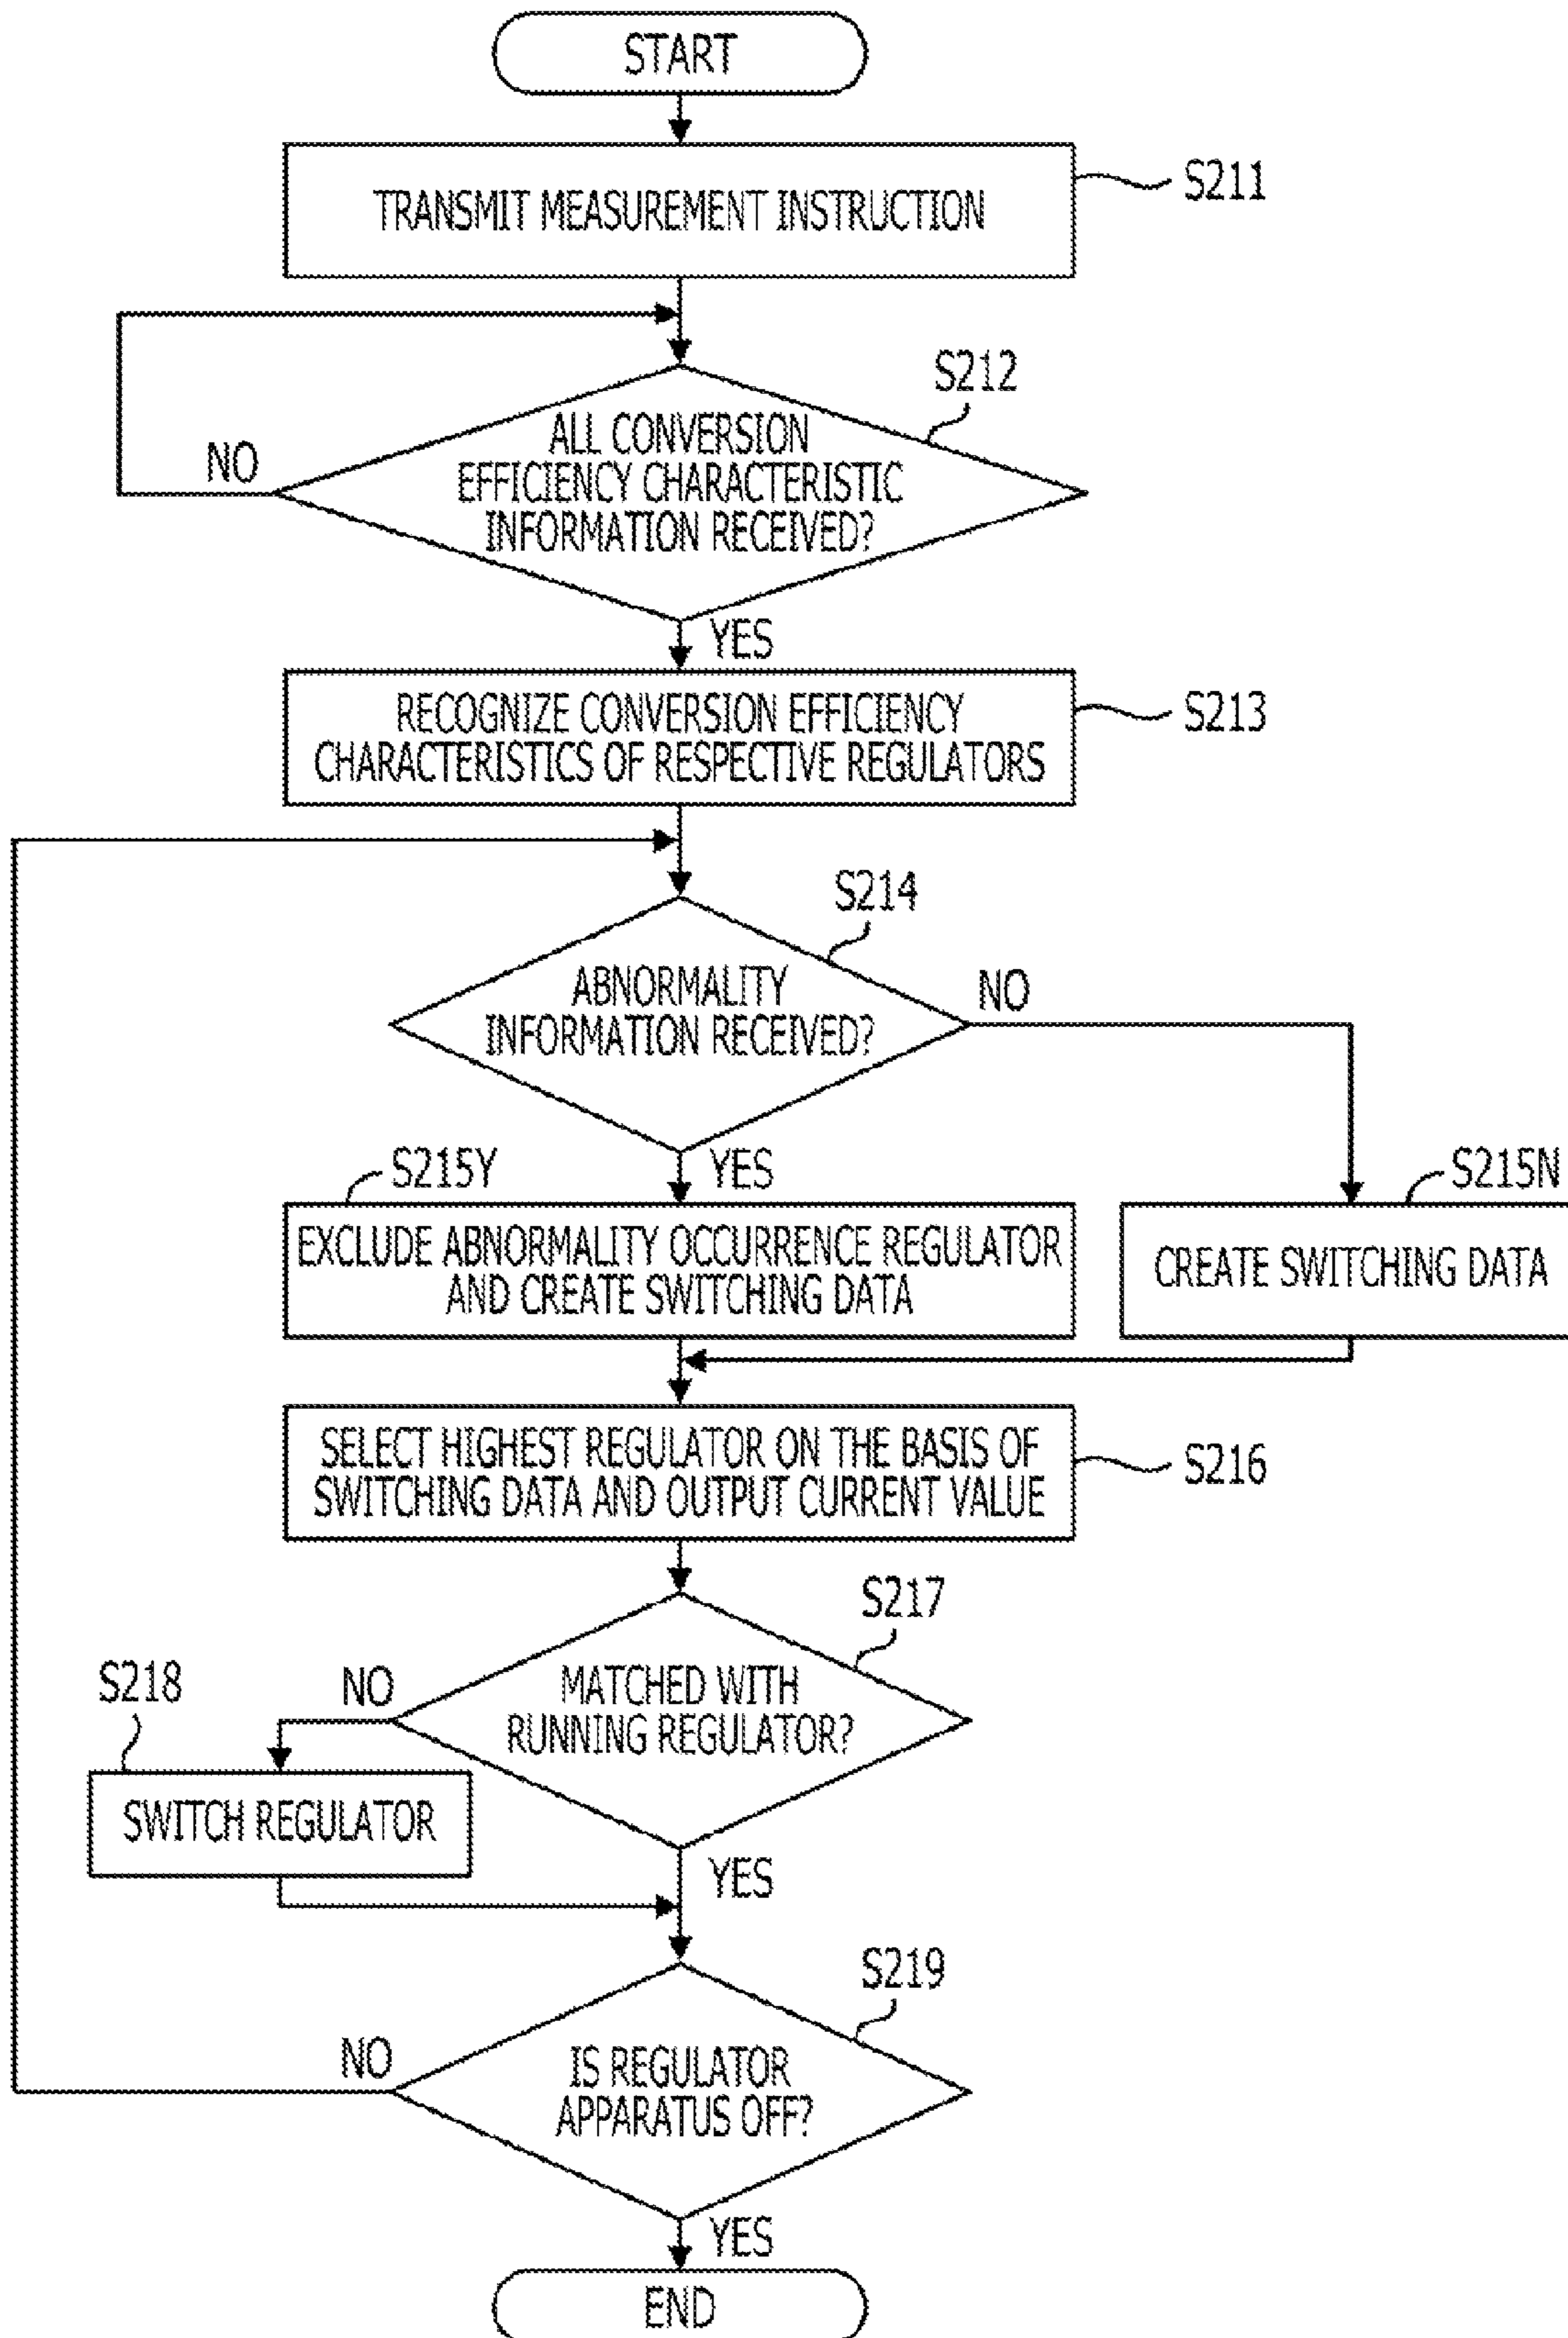 START
TRANSMIT MEASUREMENT INSTRUCTION
S211
S212
ALL CONVERSION
EFFICIENCY CHARACTERISTIC
INFORMATION RECEIVED?
NO
YES
RECOGNIZE CONVERSION EFFICIENCY
CHARACTERISTICS OF RESPECTIVE REGULATORS
S213
S214
ABNORMALITY
INFORMATION RECEIVED?
NO
YES
S215Y
S215N
EXCLUDE ABNORMALITY OCCURRENCE REGULATOR
AND CREATE SWITCHING DATA
CREATE SWITCHING DATA
SELECT HIGHEST REGULATOR ON THE BASIS OF
SWITCHING DATA AND OUTPUT CURRENT VALUE
S216
S217
MATCHED WITH
RUNNING REGULATOR?
NO
S218
SWITCH REGULATOR
YES
S219
IS REGULATOR
APPARATUS OFF?
NO
YES
END